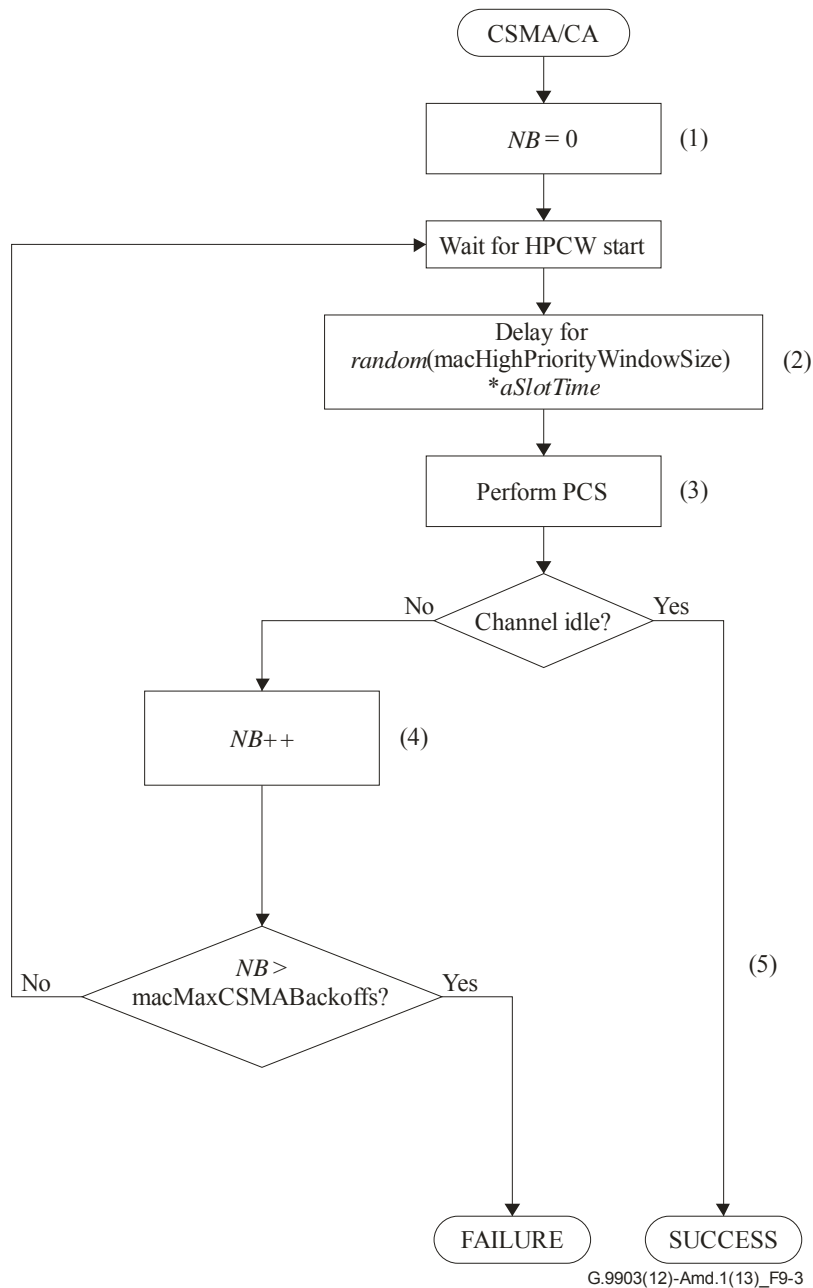 CSMA/CA
NB = 0
(1)
Wait for HPCW start
Delay for
random(macHighPriorityWindowSize)
*aSlotTime
(2)
Perform PCS
(3)
No
Channel idle?
Yes
NB++
(4)
No
NB >
macMaxCSMABackoffs?
Yes
(5)
FAILURE
SUCCESS
G.9903(12)-Amd.1(13)_F9-3